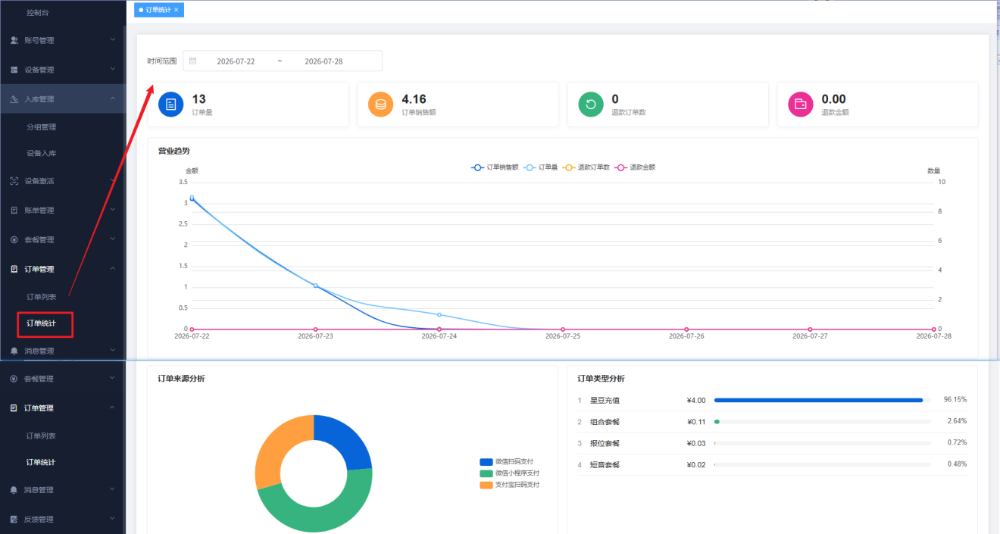 控制台
账号管理
设备管理
入库管理
分组管理
设备入库
设备激活
账单管理
套餐管理
订单管理
订单列表
订单统计
消息管理
套餐管理
订单管理
订单列表
订单统计
消息管理
反馈管理
订单统计 ×
时间范围 2026-07-22 ~ 2026-07-28
13
订单量
4.16
订单销售额
0
退款订单数
0.00
退款金额
营业趋势
订单销售额 订单量 退款订单数 退款金额
金额 数量
3.5 10
3
8
2.5
6
2
1.5
4
1
2
0.5
0 0
2026-07-22 2026-07-23 2026-07-24 2026-07-25 2026-07-26 2026-07-27 2026-07-28
订单来源分析
微信扫码支付
微信小程序支付
支付宝扫码支付
订单类型分析
1 星豆充值 ¥4.00 96.15%
2 组合套餐 ¥0.11 2.64%
3 报位套餐 ¥0.03 0.72%
4 短音套餐 ¥0.02 0.48%